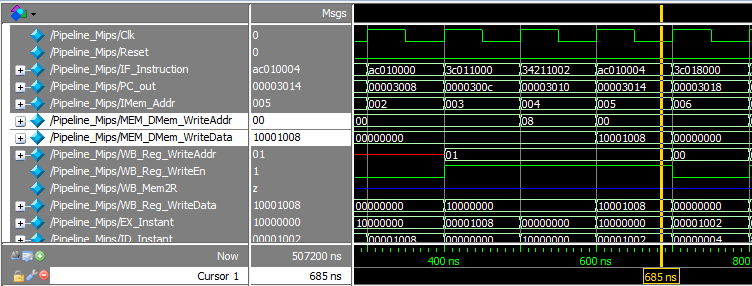 Msgs
/Pipeline_Mips/Clk 0
/Pipeline_Mips/Reset 0
/Pipeline_Mips/IF_Instruction ac010004 ac010000 3c011000 34211002 ac010004 3c018000
/Pipeline_Mips/PC_out 00003014 00003008 0000300c 00003010 00003014 00003018
/Pipeline_Mips/IMem_Addr 005 002 003 004 005 006
/Pipeline_Mips/MEM_DMem_WriteAddr 00 00 08 00
/Pipeline_Mips/MEM_DMem_WriteData 10001008 00000000 10001008 00000000
/Pipeline_Mips/WB_Reg_WriteAddr 01 01 00
/Pipeline_Mips/WB_Reg_WriteEn 1
/Pipeline_Mips/WB_Mem2R z
/Pipeline_Mips/WB_Reg_WriteData 10001008 00000000 10000000 10001008 00000000
/Pipeline_Mips/EX_Instant 10000000 10000000 00001008 00000000 10000000 00001002
/Pipeline_Mips/ID_Instant 00001002 00001008 00000000 10000000 00001002 00000004
Now 507200 ns 400 ns 600 ns 800
Cursor 1 685 ns 685 ns